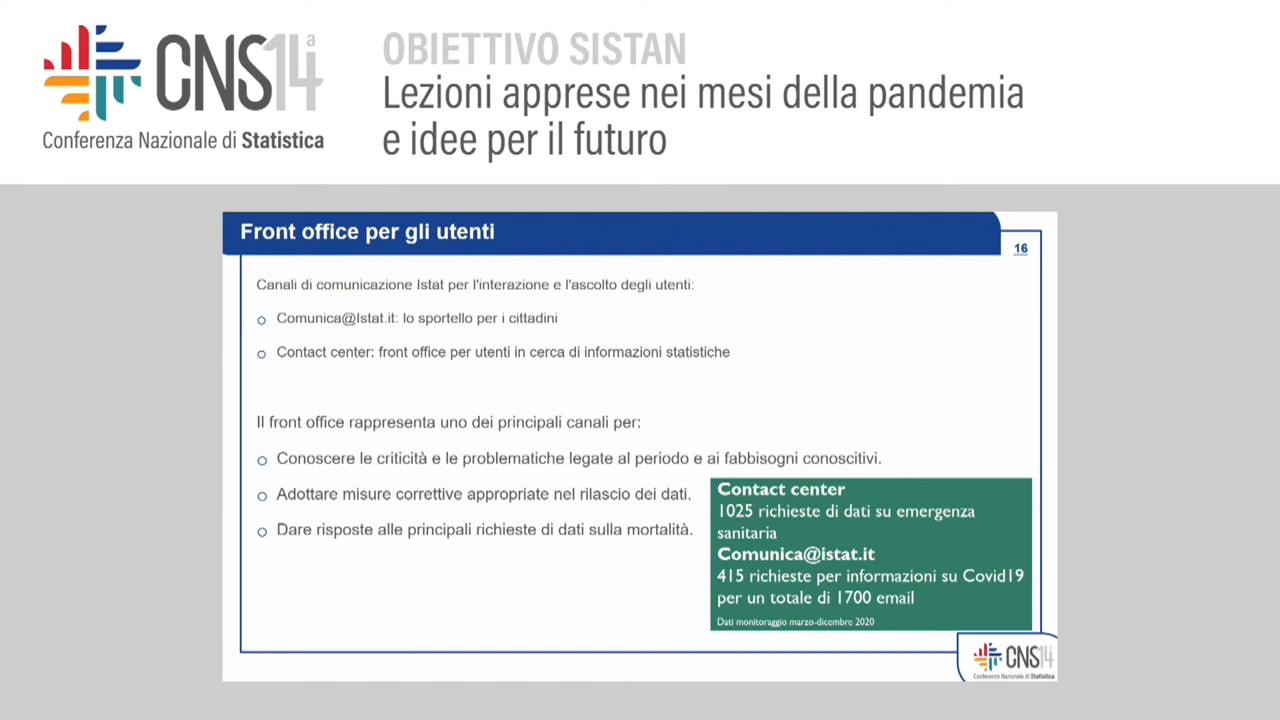 CNS14a
Conferenza Nazionale di Statistica
OBIETTIVO SISTAN
Lezioni apprese nei mesi della pandemia
e idee per il futuro
Front office per gli utenti
16
Canali di comunicazione Istat per l'interazione e l'ascolto degli utenti:
Comunica@Istat.it: lo sportello per i cittadini
Contact center: front office per utenti in cerca di informazioni statistiche
Il front office rappresenta uno dei principali canali per:
Conoscere le criticità e le problematiche legate al periodo e ai fabbisogni conoscitivi.
Adottare misure correttive appropriate nel rilascio dei dati.
Dare risposte alle principali richieste di dati sulla mortalità.
Contact center
1025 richieste di dati su emergenza
sanitaria
Comunica@istat.it
415 richieste per informazioni su Covid19
per un totale di 1700 email
Dati monitoraggio marzo-dicembre 2020
CNS14
Conferenza Nazionale di Statistica